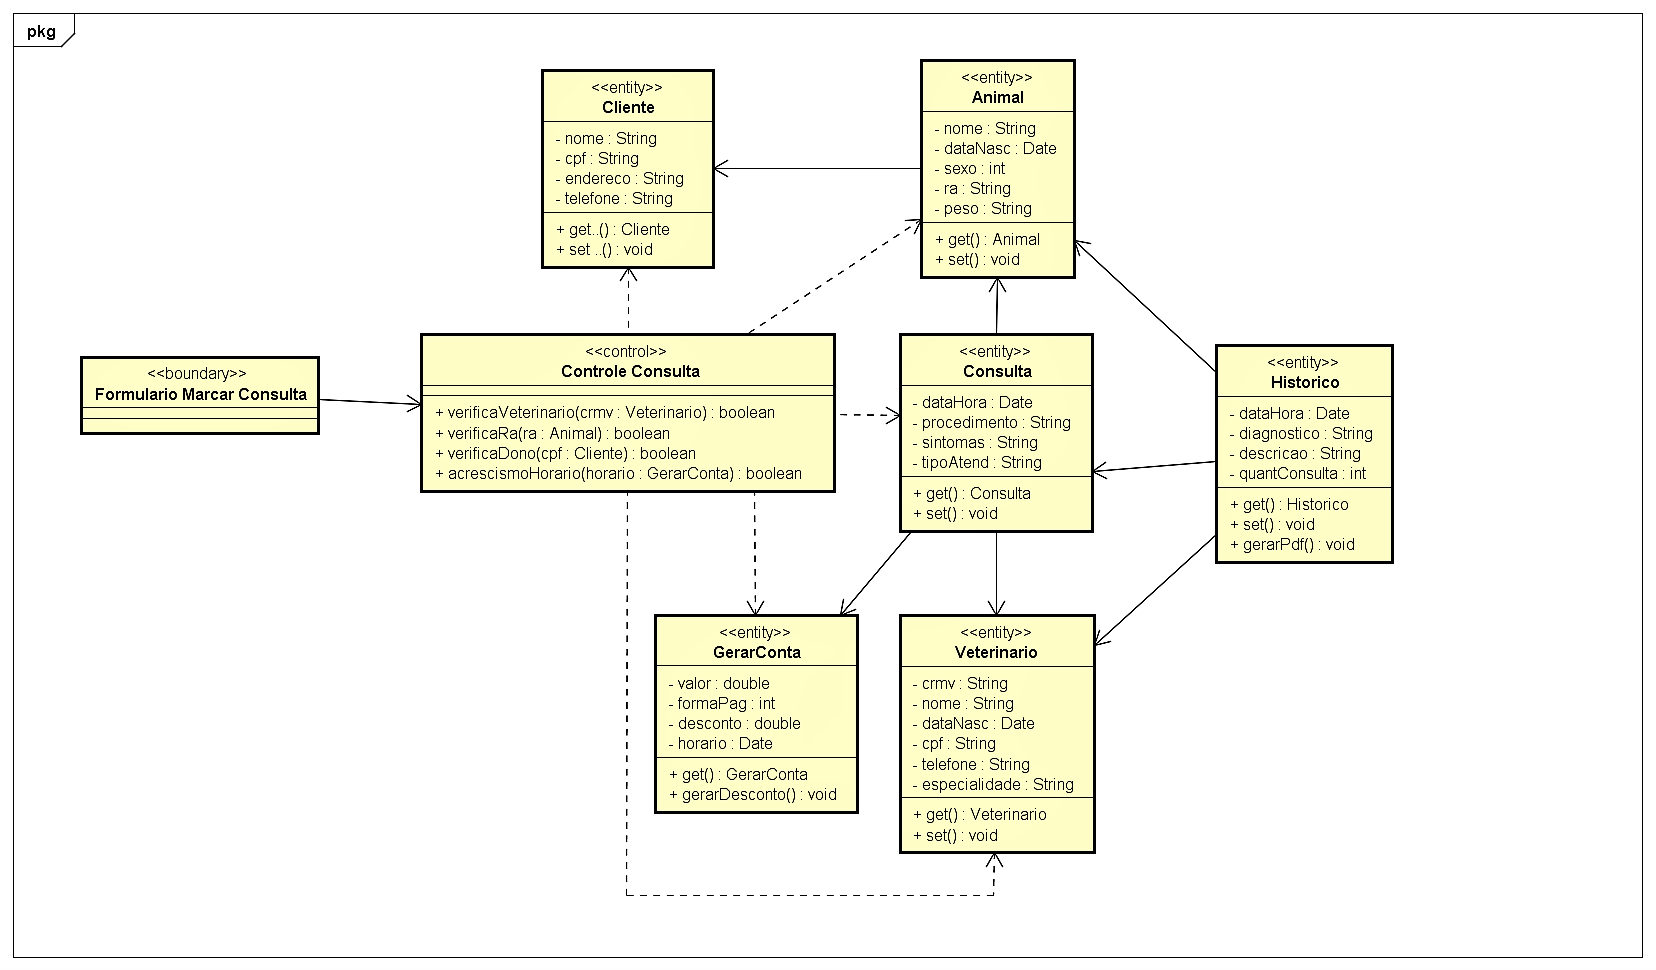 pkg
<<entity>>
Cliente
- nome : String
- cpf : String
- endereco : String
- telefone : String
+ get..() : Cliente
+ set ..() : void
<<entity>>
Animal
- nome : String
- dataNasc : Date
- sexo : int
- ra : String
- peso : String
+ get() : Animal
+ set() : void
<<boundary>>
Formulario Marcar Consulta
<<control>>
Controle Consulta
+ verificaVeterinario(crmv : Veterinario) : boolean
+ verificaRa(ra : Animal) : boolean
+ verificaDono(cpf : Cliente) : boolean
+ acrescismoHorario(horario : GerarConta) : boolean
<<entity>>
Consulta
- dataHora : Date
- procedimento : String
- sintomas : String
- tipoAtend : String
+ get() : Consulta
+ set() : void
<<entity>>
Historico
- dataHora : Date
- diagnostico : String
- descricao : String
- quantConsulta : int
+ get() : Historico
+ set() : void
+ gerarPdf() : void
<<entity>>
GerarConta
- valor : double
- formaPag : int
- desconto : double
- horario : Date
+ get() : GerarConta
+ gerarDesconto() : void
<<entity>>
Veterinario
- crmv : String
- nome : String
- dataNasc : Date
- cpf : String
- telefone : String
- especialidade : String
+ get() : Veterinario
+ set() : void